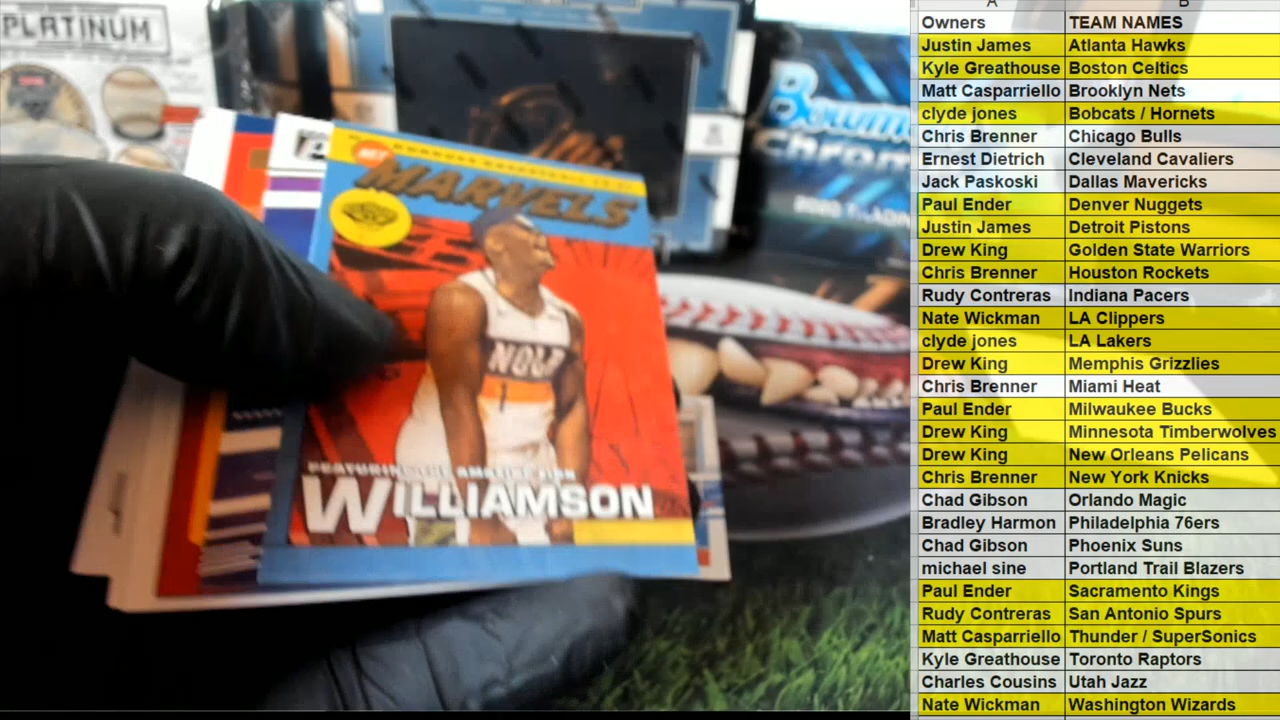 PLATINUM
Bowm
Chrom
MARVELS
NOLA
1
FEATURING THE AMAZING ZION
WILLIAMSON
A B
Owners TEAM NAMES
Justin James Atlanta Hawks
Kyle Greathouse Boston Celtics
Matt Casparriello Brooklyn Nets
clyde jones Bobcats / Hornets
Chris Brenner Chicago Bulls
Ernest Dietrich Cleveland Cavaliers
Jack Paskoski Dallas Mavericks
Paul Ender Denver Nuggets
Justin James Detroit Pistons
Drew King Golden State Warriors
Chris Brenner Houston Rockets
Rudy Contreras Indiana Pacers
Nate Wickman LA Clippers
clyde jones LA Lakers
Drew King Memphis Grizzlies
Chris Brenner Miami Heat
Paul Ender Milwaukee Bucks
Drew King Minnesota Timberwolves
Drew King New Orleans Pelicans
Chris Brenner New York Knicks
Chad Gibson Orlando Magic
Bradley Harmon Philadelphia 76ers
Chad Gibson Phoenix Suns
michael sine Portland Trail Blazers
Paul Ender Sacramento Kings
Rudy Contreras San Antonio Spurs
Matt Casparriello Thunder / SuperSonics
Kyle Greathouse Toronto Raptors
Charles Cousins Utah Jazz
Nate Wickman Washington Wizards